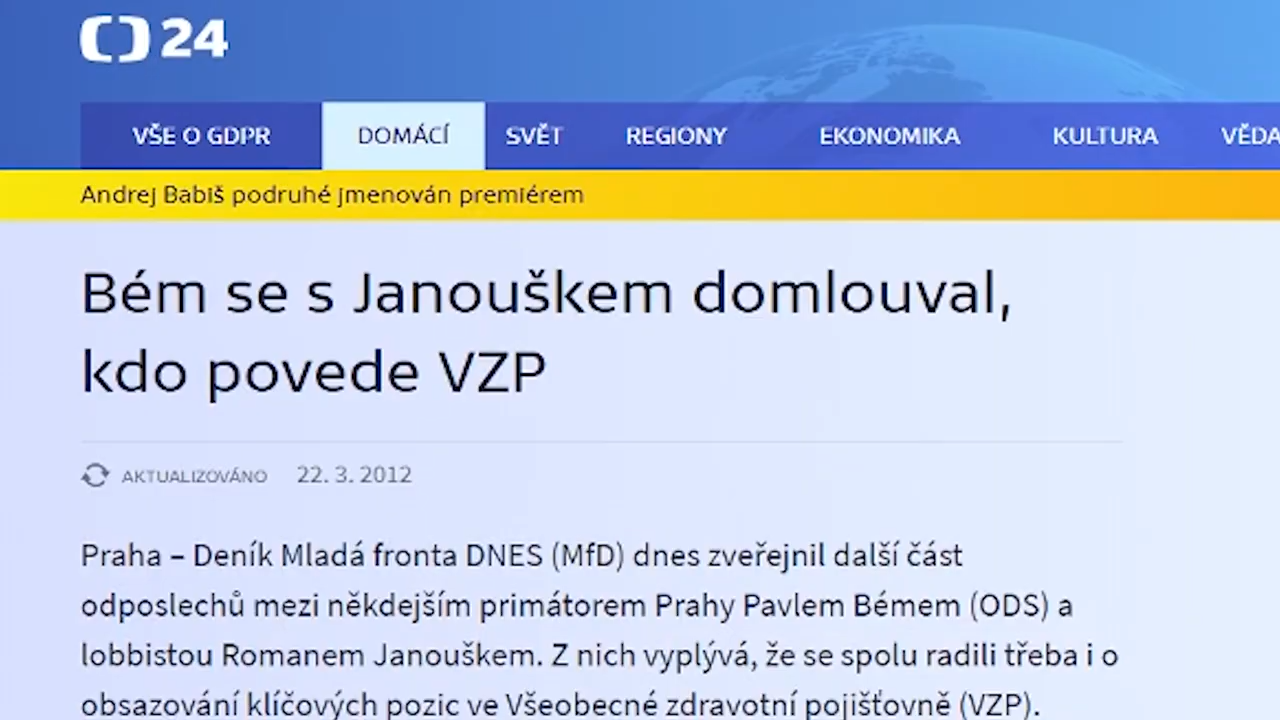 24
VŠE O GDPR DOMÁCÍ SVĚT REGIONY EKONOMIKA KULTURA VĚDA
Andrej Babiš podruhé jmenován premiérem
Bém se s Janouškem domlouval,
kdo povede VZP
AKTUALIZOVÁNO 22. 3. 2012
Praha – Deník Mladá fronta DNES (MfD) dnes zveřejnil další část
odposlechů mezi někdejším primátorem Prahy Pavlem Bémem (ODS) a
lobbistou Romanem Janouškem. Z nich vyplývá, že se spolu radili třeba i o
obsazování klíčových pozic ve Všeobecné zdravotní pojišťovně (VZP).